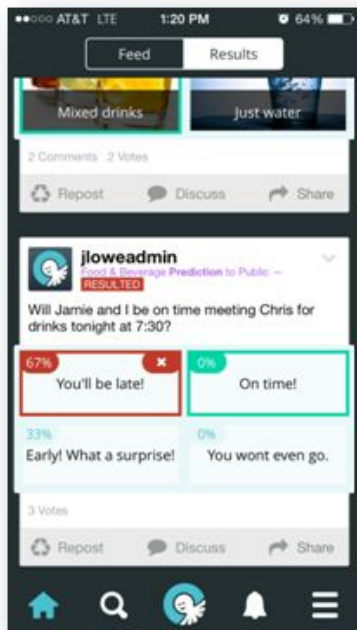 AT&T LTE 1:20 PM 64%
Feed Results
Mixed drinks Just water
2 Comments 2 Votes
Repost Discuss Share
jloweadmin
Food & Beverage Prediction to Public
RESULTED
Will Jamie and I be on time meeting Chris for
drinks tonight at 7:30?
67% 0%
You'll be late! On time!
33% 0%
Early! What a surprise! You wont even go.
3 Votes
Repost Discuss Share